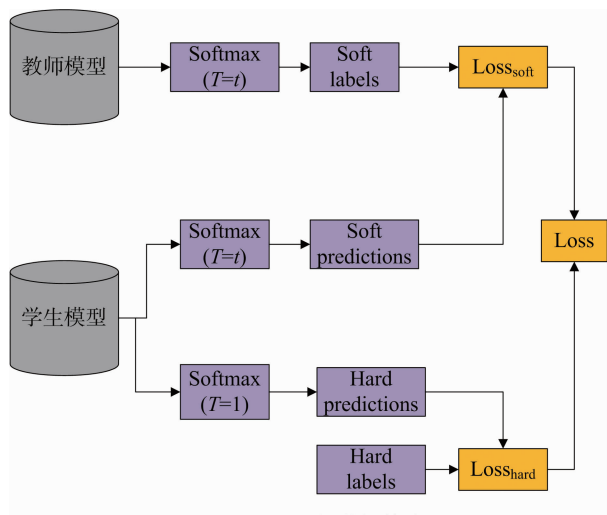 教师模型
Softmax
(T=t)
Soft
labels
Loss_soft
Softmax
(T=t)
Soft
predictions
Loss
学生模型
Softmax
(T=1)
Hard
predictions
Hard
labels
Loss_hard